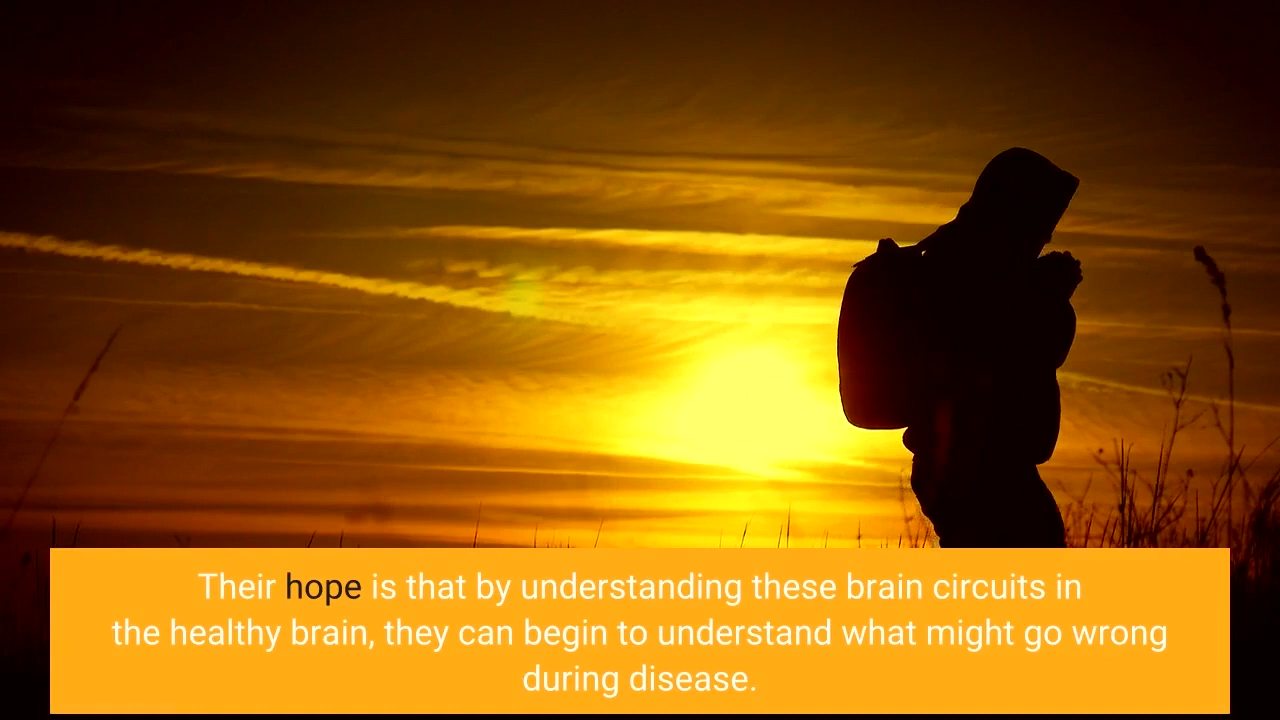 Their hope is that by understanding these brain circuits in
the healthy brain, they can begin to understand what might go wrong
during disease.